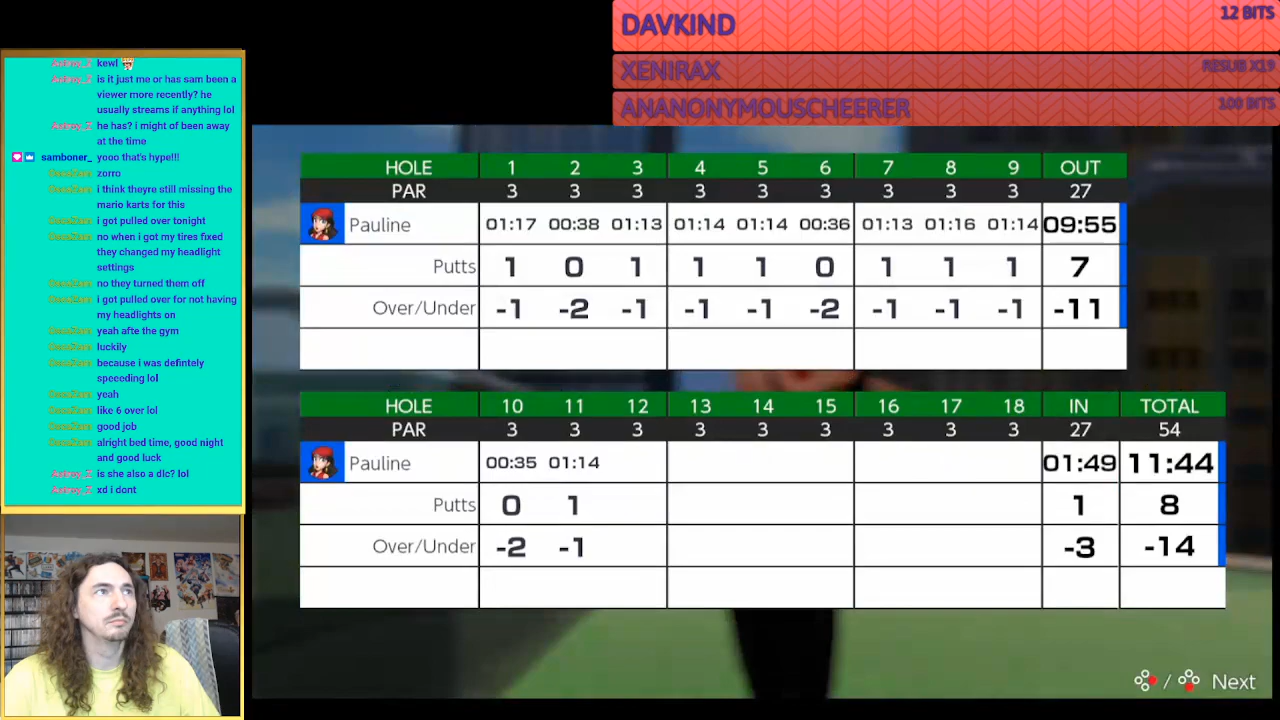 DAVKIND 12 BITS
XENIRAX RESUB X19
ANANONYMOUSCHEERER 100 BITS
Astroy_Z kewl
is it just me or has sam been a
viewer more recently? he
usually streams if anything lol
he has? i might of been away
at the time
samboner_ yooo that's hype!!!
zorro
i think theyre still missing the
mario karts for this
i got pulled over tonight
no when i got my tires fixed
they changed my headlight
settings
no they turned them off
i got pulled over for not having
my headlights on
yeah afte the gym
luckily
because i was defintely
speeeding lol
yeah
like 6 over lol
good job
alright bed time, good night
and good luck
is she also a dlc? lol
xd i dont
HOLE 1 2 3 4 5 6 7 8 9 OUT
PAR 3 3 3 3 3 3 3 3 3 27
Pauline 01:17 00:38 01:13 01:14 01:14 00:36 01:13 01:16 01:14 09:55
Putts 1 0 1 1 1 0 1 1 1 7
Over/Under -1 -2 -1 -1 -1 -2 -1 -1 -1 -11
HOLE 10 11 12 13 14 15 16 17 18 IN TOTAL
PAR 3 3 3 3 3 3 3 3 3 27 54
Pauline 00:35 01:14 01:49 11:44
Putts 0 1 1 8
Over/Under -2 -1 -3 -14
/ Next